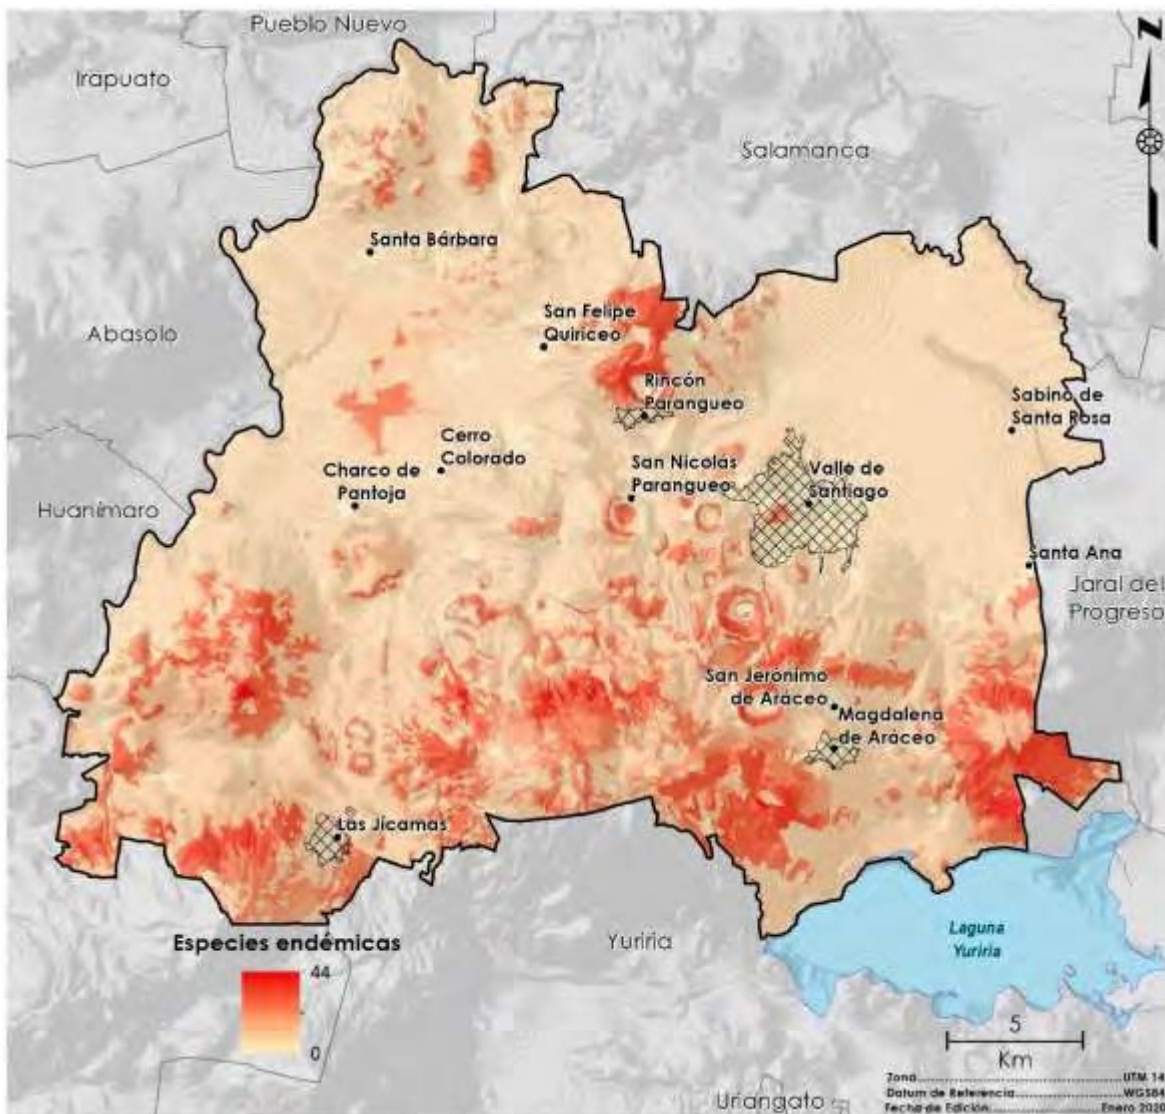 Pueblo Nuevo
Irapuato
Salamanca
Santa Bárbara
San Felipe
Quiriceo
Abasolo
Rincón
Parangueo
Sabino de
Santa Rosa
Cerro
Colorado
Charco de
Pantoja
San Nicolás
Parangueo
Valle de
Santiago
Huanímaro
Santa Ana
Jaral del
Progreso
San Jerónimo
de Aráceo
Magdalena
de Aráceo
Las Jícamas
Especies endémicas
44
0
Yuriria
Laguna
Yuriria
5
Km
Uriangato
Zona UTM 14
Datum de Referencia WGS84
Fecha de Edición Enero